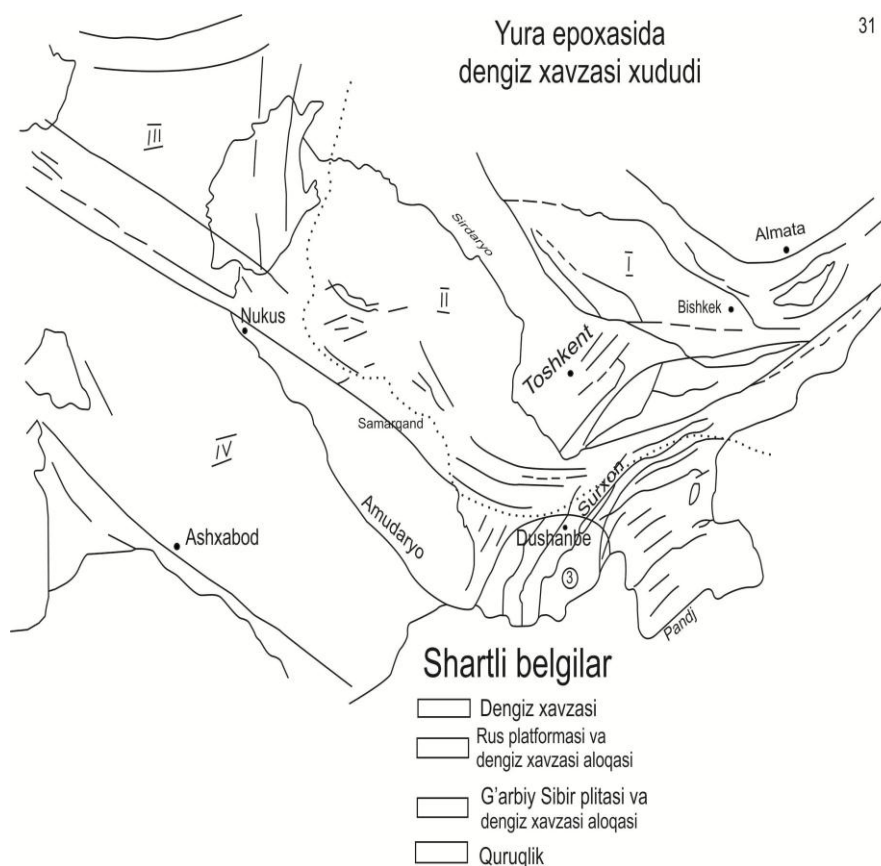 Yura epoxasida
dengiz xavzasi xududi
31
III
Sirdaryo
Almata
I
II
Bishkek
Nukus
Toshkent
Samarqand
IV
Surxon
Amudaryo
Dushanbe
Ashxabod
3
Pandj
Shartli belgilar
Dengiz xavzasi
Rus platformasi va
dengiz xavzasi aloqasi
G'arbiy Sibir plitasi va
dengiz xavzasi aloqasi
Quruqlik